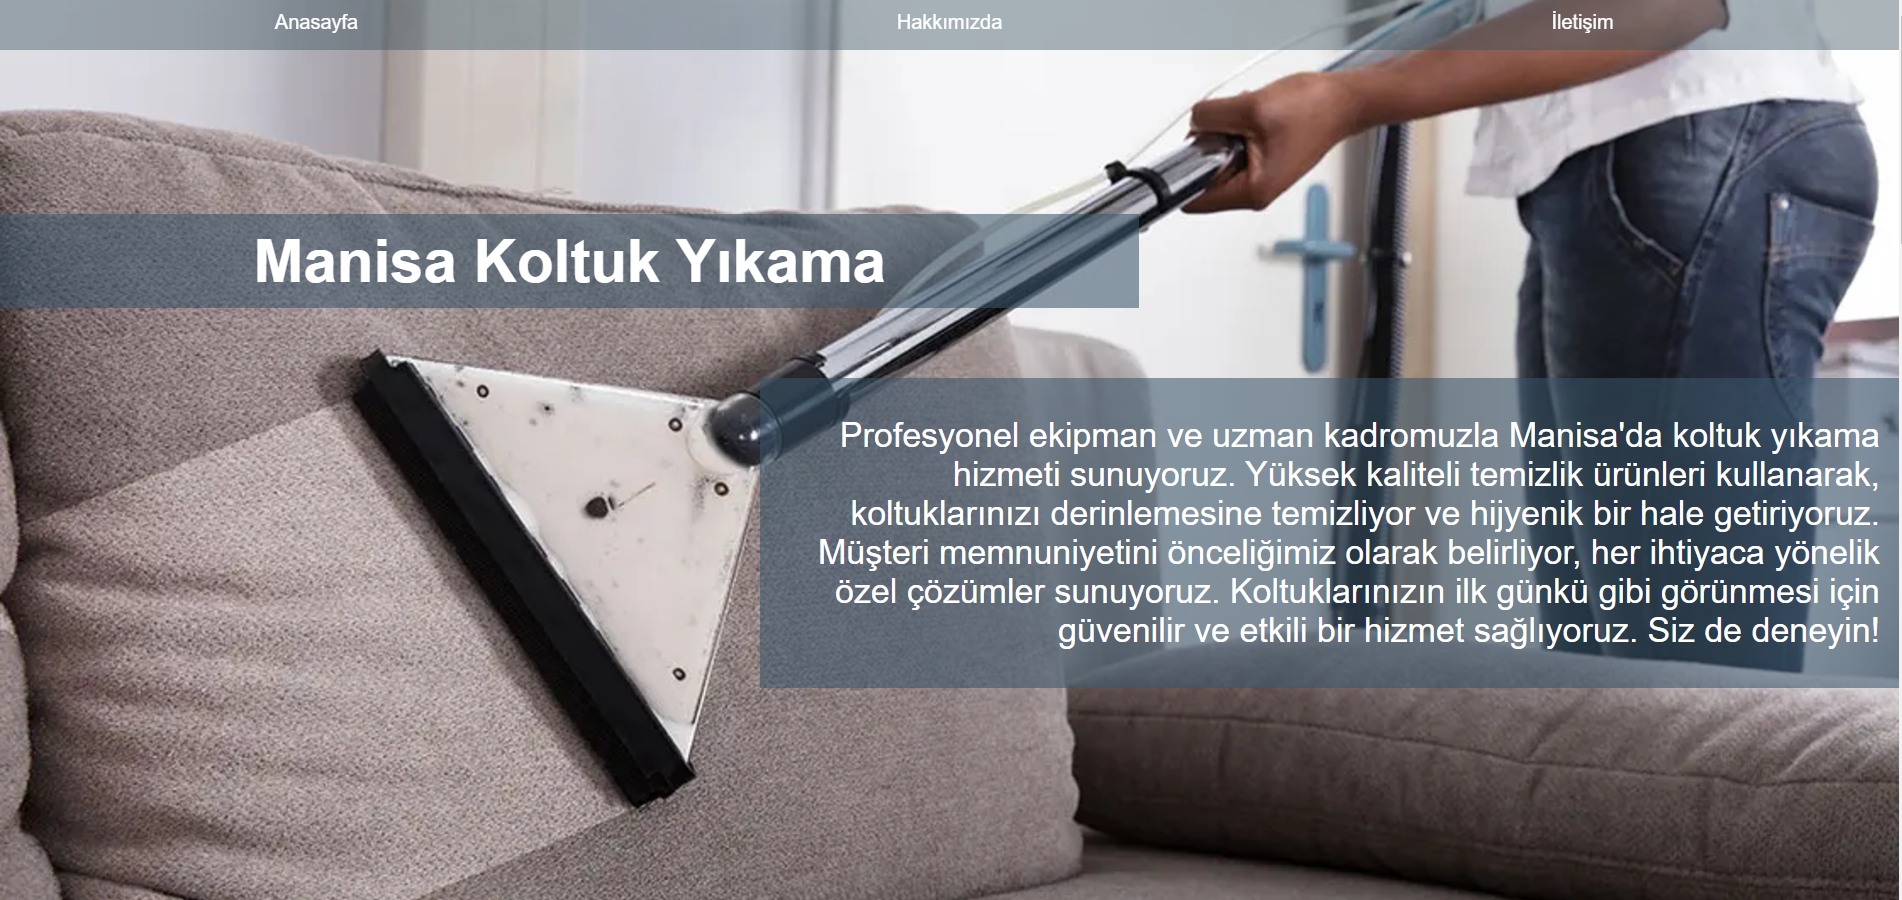 Anasayfa
Hakkımızda
İletişim
Manisa Koltuk Yıkama
Profesyonel ekipman ve uzman kadromuzla Manisa'da koltuk yıkama
hizmeti sunuyoruz. Yüksek kaliteli temizlik ürünleri kullanarak,
koltuklarınızı derinlemesine temizliyor ve hijyenik bir hale getiriyoruz.
Müşteri memnuniyetini önceliğimiz olarak belirliyor, her ihtiyaca yönelik
özel çözümler sunuyoruz. Koltuklarınızın ilk günkü gibi görünmesi için
güvenilir ve etkili bir hizmet sağlıyoruz. Siz de deneyin!